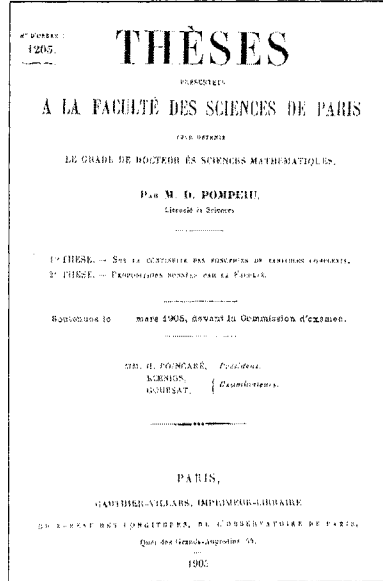 N° D'ORDRE :
1205.
THÈSES
PRÉSENTÉES
A LA FACULTÉ DES SCIENCES DE PARIS
POUR OBTENIR
LE GRADE DE DOCTEUR ÈS SCIENCES MATHÉMATIQUES,
PAR M. D. POMPEIU,
Licencié ès Sciences
1re THÈSE. — SUR LA CONTINUITÉ DES FONCTIONS DE VARIABLES COMPLEXES.
2e THÈSE. — PROPOSITIONS DONNÉES PAR LA FACULTÉ.
Soutenues le mars 1905, devant la Commission d'examen.
MM. H. POINCARÉ, Président.
KŒNIGS,
GOURSAT, Examinateurs.
PARIS,
GAUTHIER-VILLARS, IMPRIMEUR-LIBRAIRE
DU BUREAU DES LONGITUDES, DE L'OBSERVATOIRE DE PARIS,
Quai des Grands-Augustins, 55.
1905